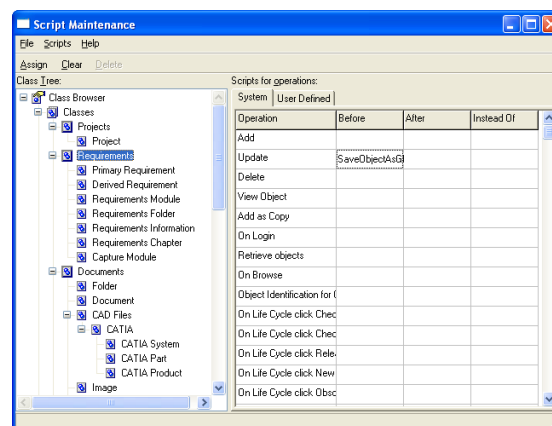 Script Maintenance
File Scripts Help
Assign Clear Delete
Class Tree:
Class Browser
Classes
Projects
Project
Requirements
Primary Requirement
Derived Requirement
Requirements Module
Requirements Folder
Requirements Information
Requirements Chapter
Capture Module
Documents
Folder
Document
CAD Files
CATIA
CATIA System
CATIA Part
CATIA Product
Image
Scripts for operations:
System User Defined
Operation Before After Instead Of
Add
Update SaveObjectAsG
Delete
View Object
Add as Copy
On Login
Retrieve objects
On Browse
Object Identification for
On Life Cycle click Chec
On Life Cycle click Chec
On Life Cycle click Rele
On Life Cycle click New
On Life Cycle click Obsc